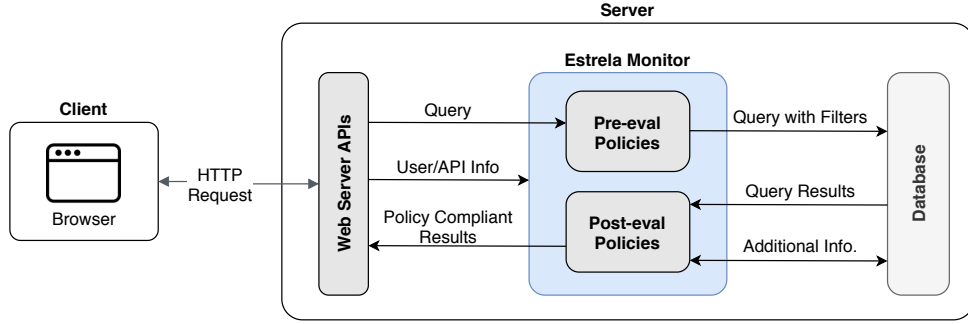 Server
Estrela Monitor
Client
Browser
HTTP
Request
Web Server APIs
Query
User/API Info
Policy Compliant
Results
Pre-eval
Policies
Post-eval
Policies
Query with Filters
Query Results
Additional Info.
Database